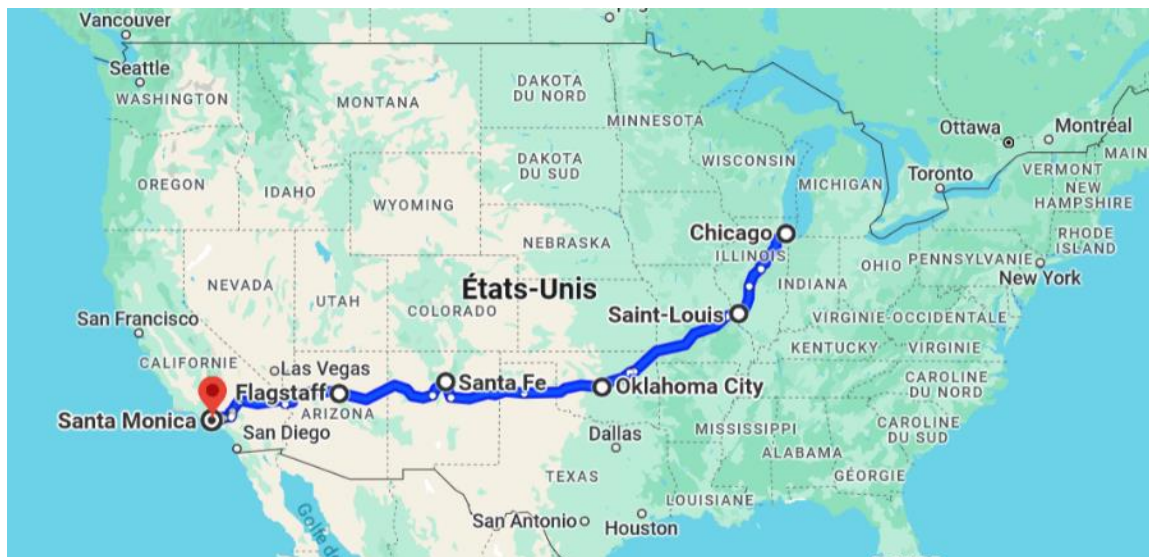 Vancouver
Seattle
WASHINGTON
MONTANA
DAKOTA
DU NORD
MINNESOTA
Ottawa
Montréal
MAIN
WISCONSIN
MICHIGAN
Toronto
VERMONT
NEW
HAMPSHIRE
OREGON
IDAHO
DAKOTA
DU SUD
WYOMING
Chicago
RHODE
ISLAND
NEBRASKA
ILLINOIS
OHIO
PENNSYLVANIE
New York
NEVADA
UTAH
COLORADO
États-Unis
INDIANA
San Francisco
Saint-Louis
VIRGINIE-OCCIDENTALE
CALIFORNIE
KENTUCKY
VIRGINIE
Las Vegas
Flagstaff
Santa Fe
Oklahoma City
CAROLINE
DU NORD
ARIZONA
Santa Monica
San Diego
Dallas
MISSISSIPPI
CAROLINE
DU SUD
ALABAMA
TEXAS
GÉORGIE
LOUISIANE
San Antonio
Houston
Golfe d